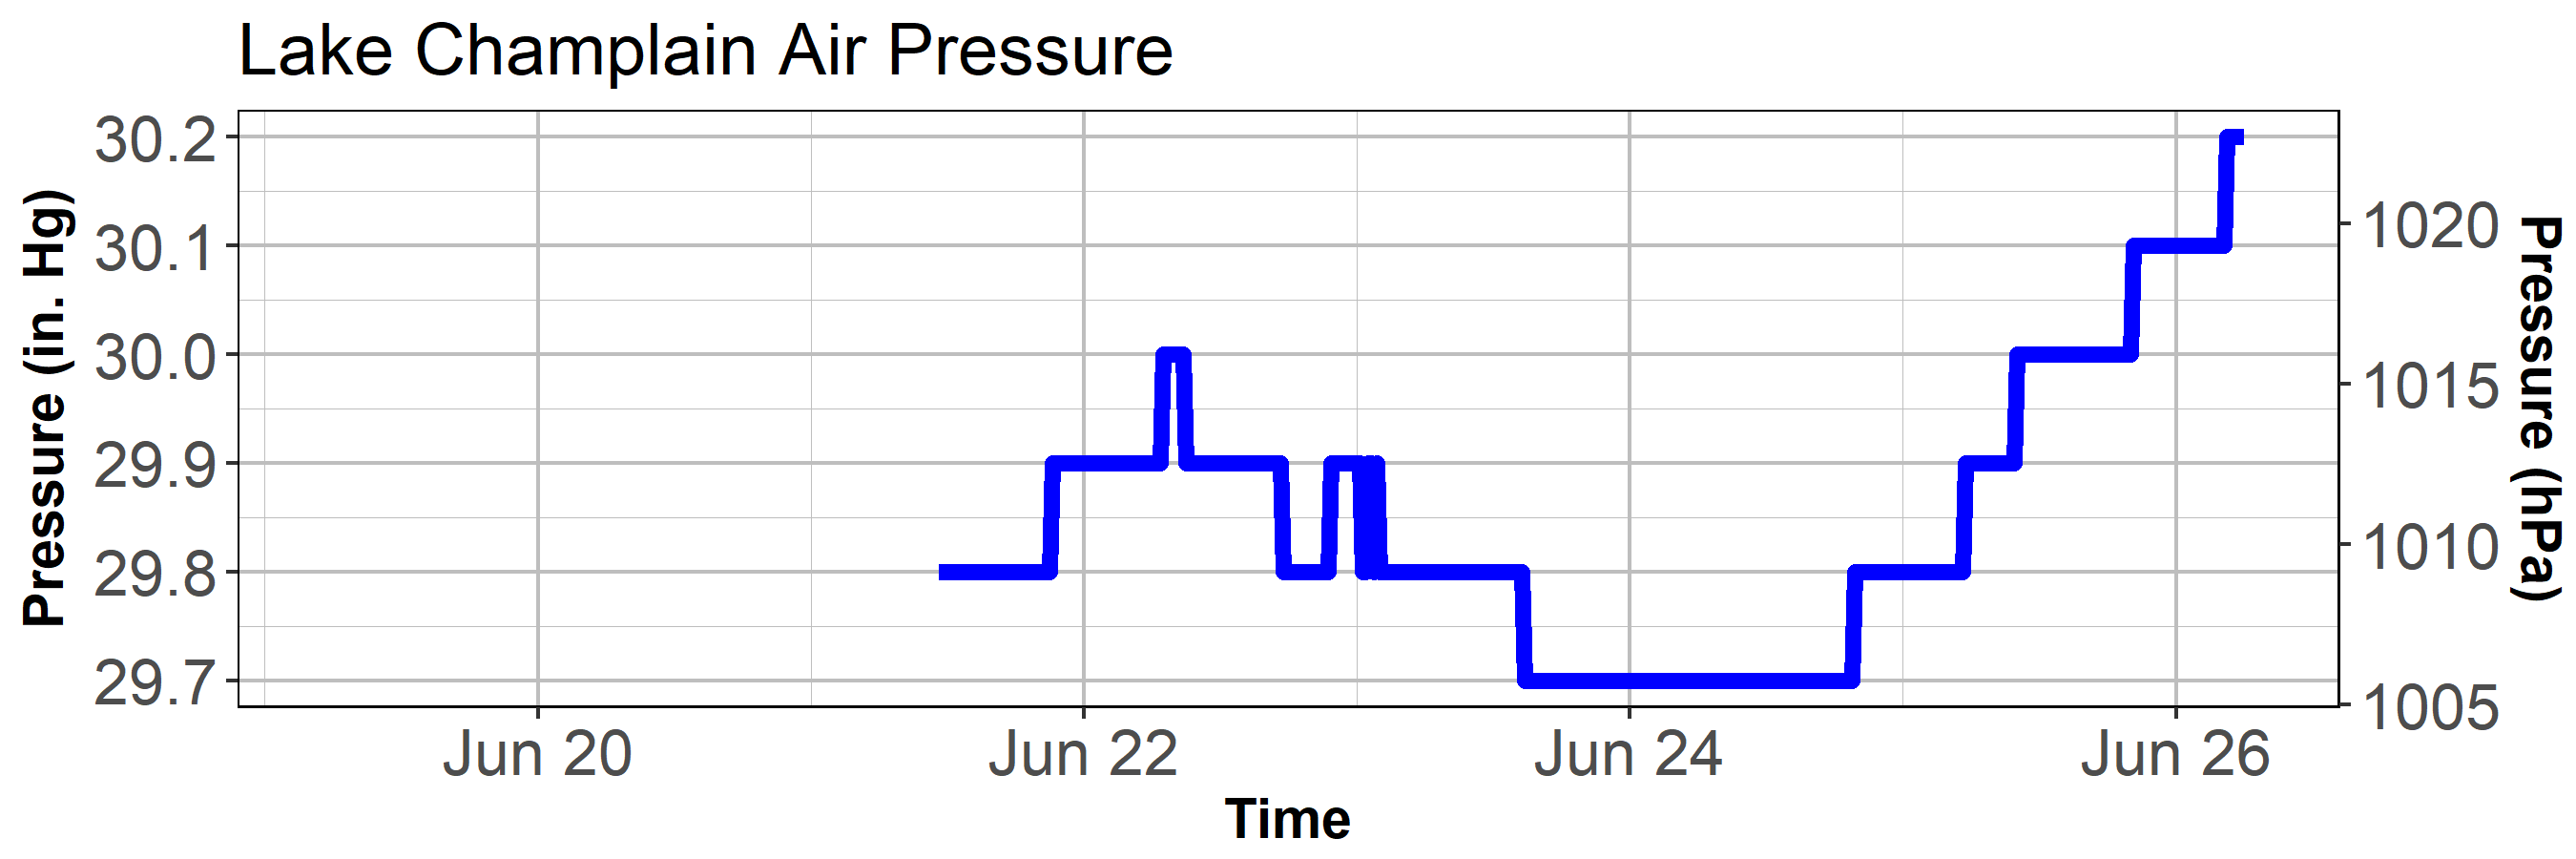 Lake Champlain Air Pressure
30.2
30.1
30.0
29.9
29.8
29.7
Pressure (in. Hg)
1020
1015
1010
1005
Pressure (hPa)
Jun 20
Jun 22
Jun 24
Jun 26
Time